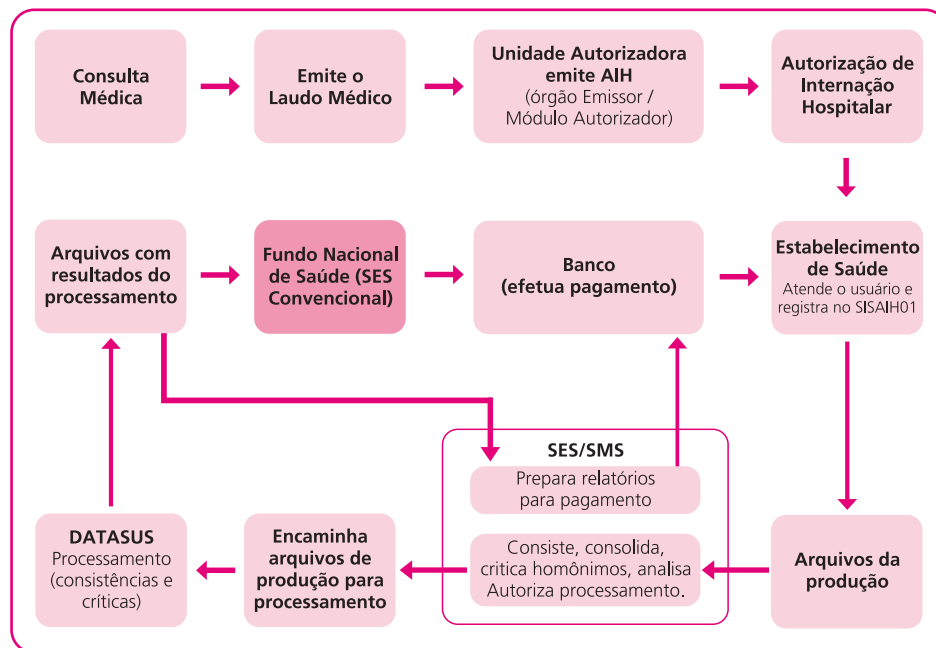 Consulta
Médica
Emite o
Laudo Médico
Unidade Autorizadora
emite AIH
(órgão Emissor /
Módulo Autorizador)
Autorização de
Internação
Hospitalar
Arquivos com
resultados do
processamento
Fundo Nacional
de Saúde (SES
Convencional)
Banco
(efetua pagamento)
Estabelecimento
de Saúde
Atende o usuário e
registra no SISAIH01
SES/SMS
Prepara relatórios
para pagamento
DATASUS
Processamento
(consistências e
críticas)
Encaminha
arquivos de
produção para
processamento
Consiste, consolida,
critica homônimos, analisa
Autoriza processamento.
Arquivos da
produção